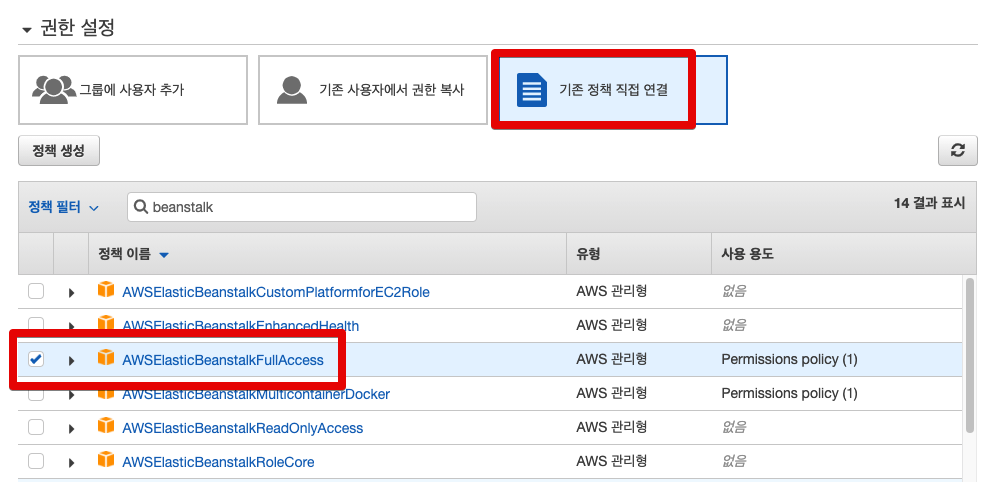 권한 설정
그룹에 사용자 추가
기존 사용자에서 권한 복사
기존 정책 직접 연결
정책 생성
정책 필터
beanstalk
14 결과 표시
정책 이름 유형 사용 용도
AWSElasticBeanstalkCustomPlatformforEC2Role AWS 관리형 없음
AWSElasticBeanstalkEnhancedHealth AWS 관리형 없음
AWSElasticBeanstalkFullAccess AWS 관리형 Permissions policy (1)
AWSElasticBeanstalkMulticontainerDocker AWS 관리형 Permissions policy (1)
AWSElasticBeanstalkReadOnlyAccess AWS 관리형 없음
AWSElasticBeanstalkRoleCore AWS 관리형 없음